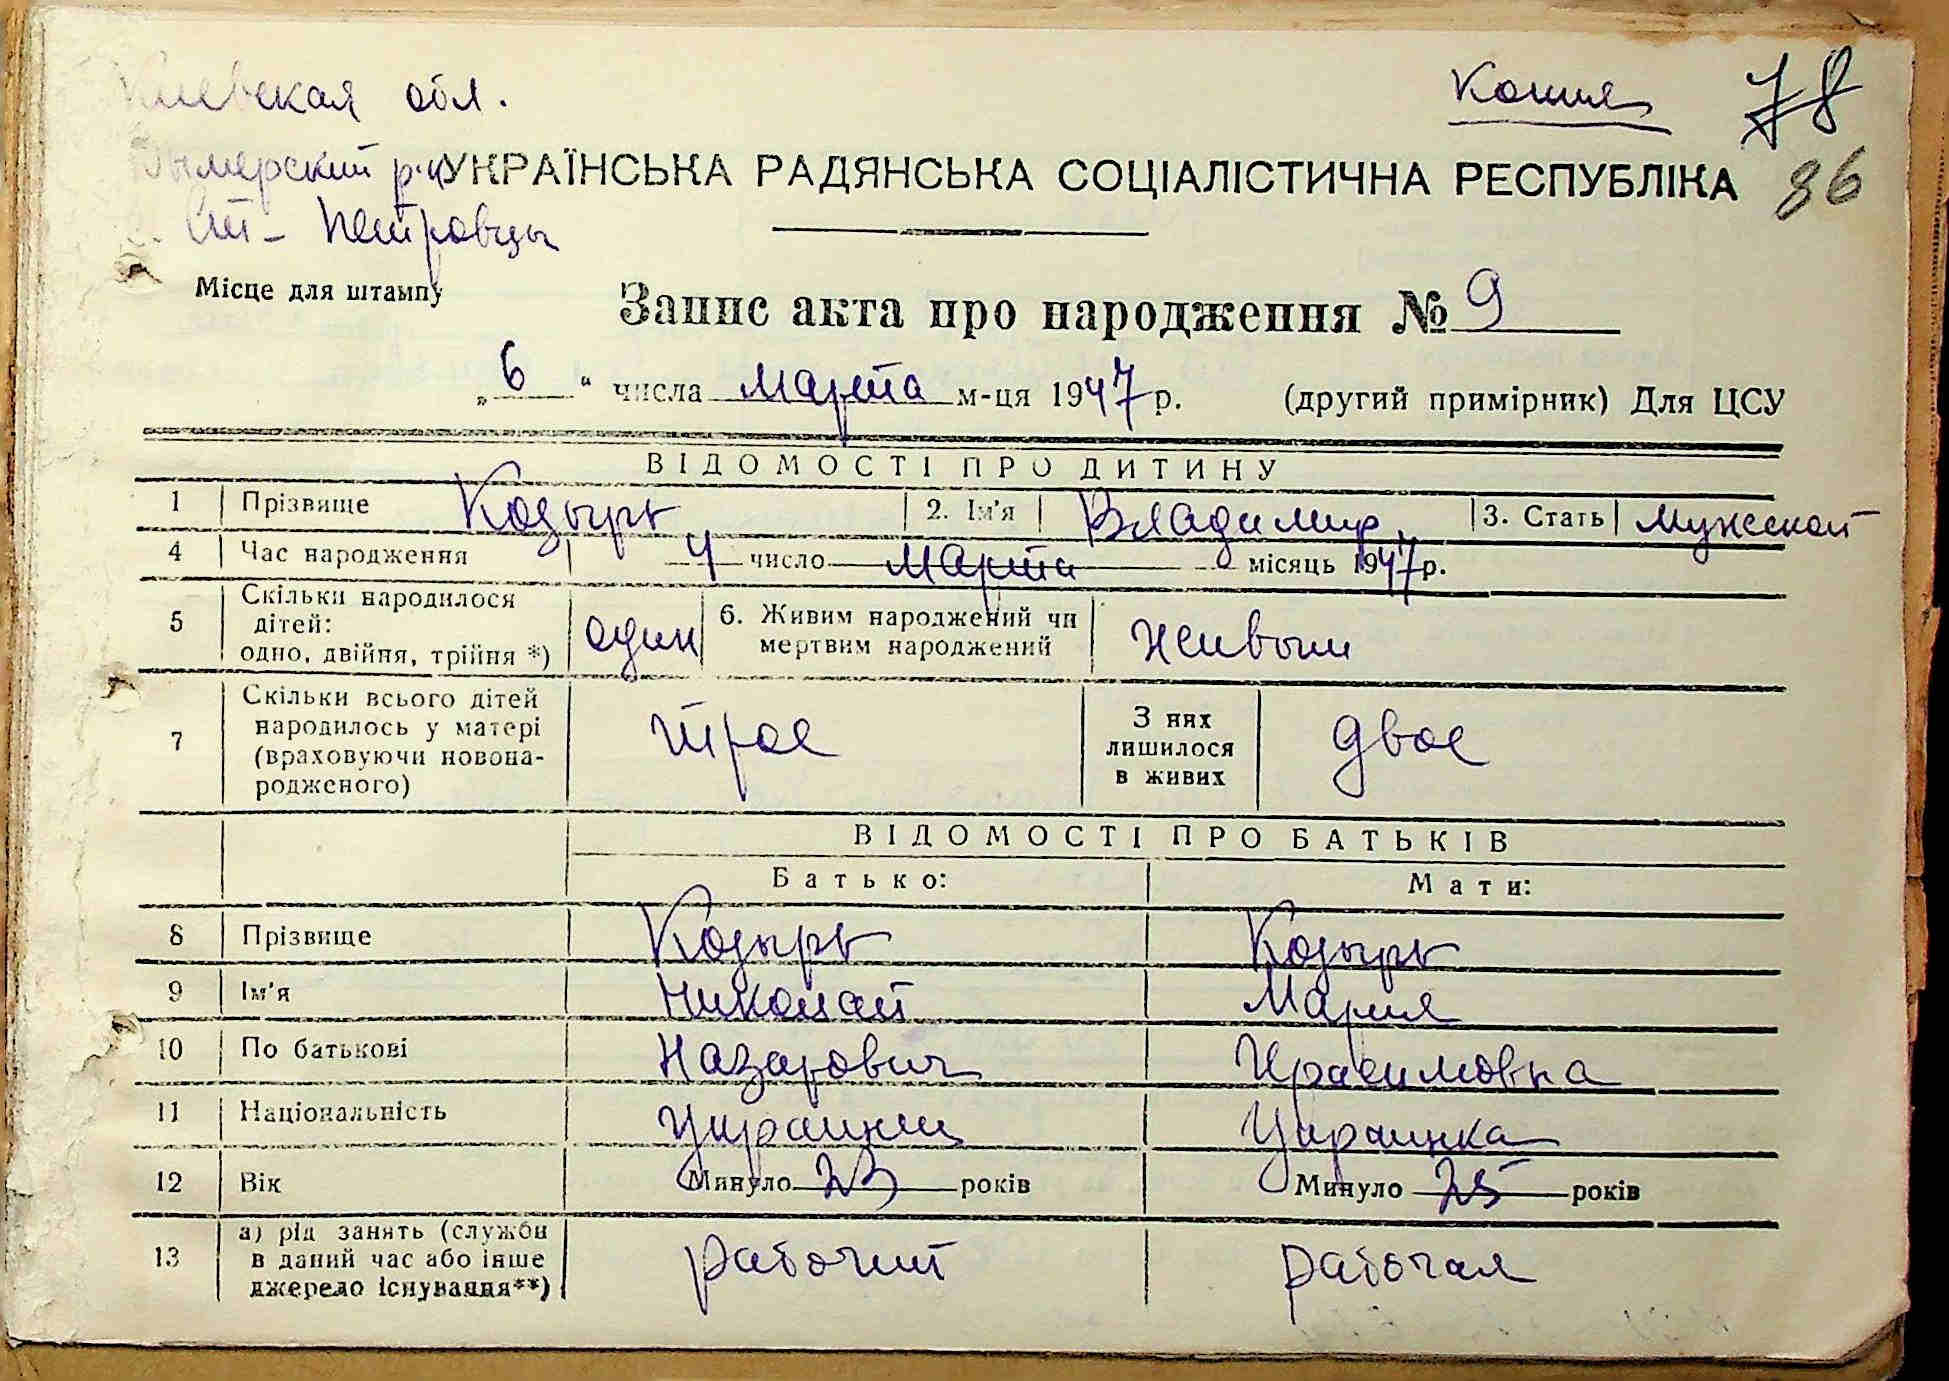 Киевская обл.
Копия 78
Дымерский р-н УКРАЇНСЬКА РАДЯНСЬКА СОЦІАЛІСТИЧНА РЕСПУБЛІКА 86
Петровцы
Місце для штампу
Запис акта про народження № 9
„6“ числа марта м-ця 1947 р. (другий примірник) Для ЦСУ
ВІДОМОСТІ ПРО ДИТИНУ
1 Прізвище Козырь 2. Ім'я Владимир 3. Стать Мужской
4 Час народження 4 число Марта місяць 1947 р.
5 Скільки народилося
дітей:
одно, двійня, трійня *) один 6. Живим народжений чи
мертвим народжений Живым
7 Скільки всього дітей
народилось у матері
(враховуючи новона-
родженого) трое З них
лишилося
в живих двое
ВІДОМОСТІ ПРО БАТЬКІВ
Батько: Мати:
8 Прізвище Козырь Козырь
9 Ім'я Николай Мария
10 По батькові Назарович
11 Національність Украинец Украинка
12 Вік Минуло 23 років Минуло 25 років
13 а) рід занять (служби
в даний час або інше
джерело існування**) рабочий рабочая